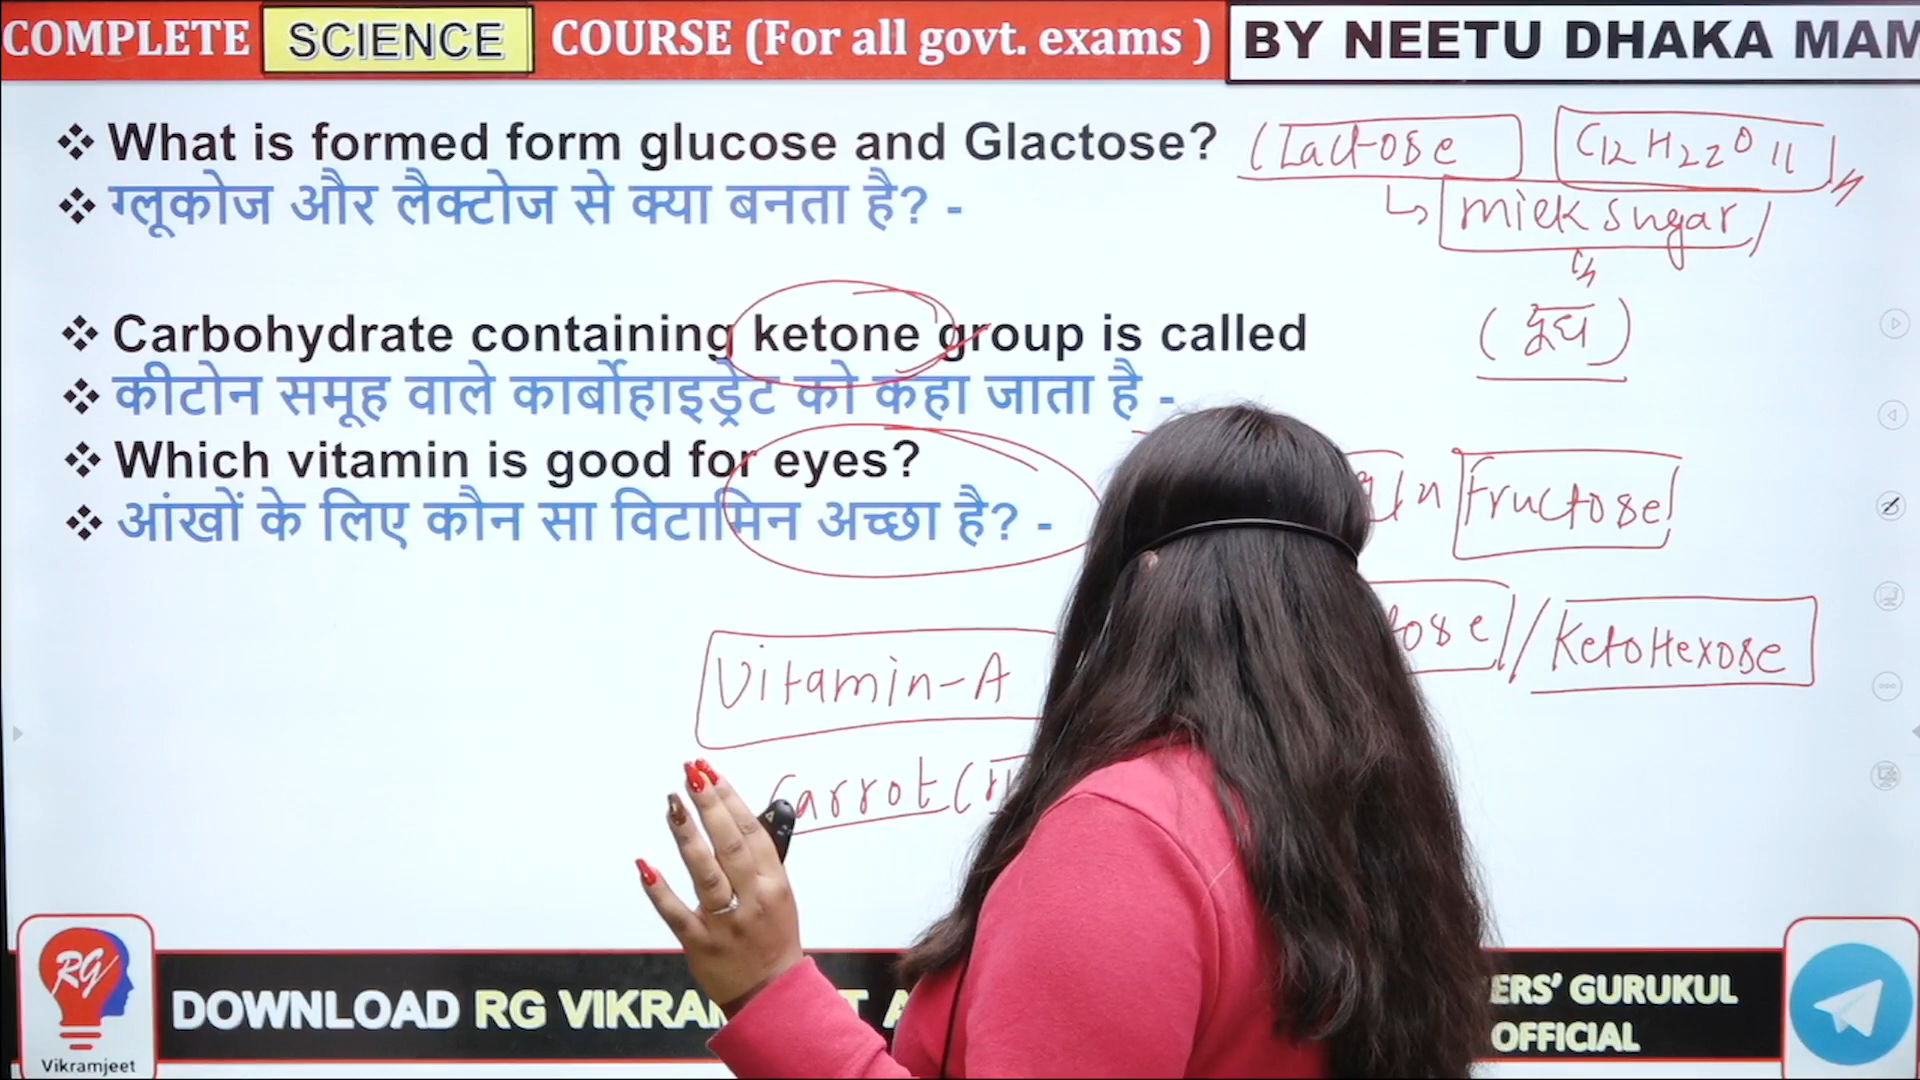 COMPLETE SCIENCE COURSE (For all govt. exams ) BY NEETU DHAKA MAM
What is formed form glucose and Glactose?
(Lactose C12H22O11
ग्लूकोज और लैक्टोज से क्या बनता है? -
milk sugar
(दूध)
Carbohydrate containing ketone group is called
कीटोन समूह वाले कार्बोहाइड्रेट को कहा जाता है -
Which vitamin is good for eyes?
आंखों के लिए कौन सा विटामिन अच्छा है? -
Fructose
ose / KetoHexose
Vitamin-A
Carrot (
RG
Vikramjeet
DOWNLOAD RG VIKRAM
ERS' GURUKUL
OFFICIAL